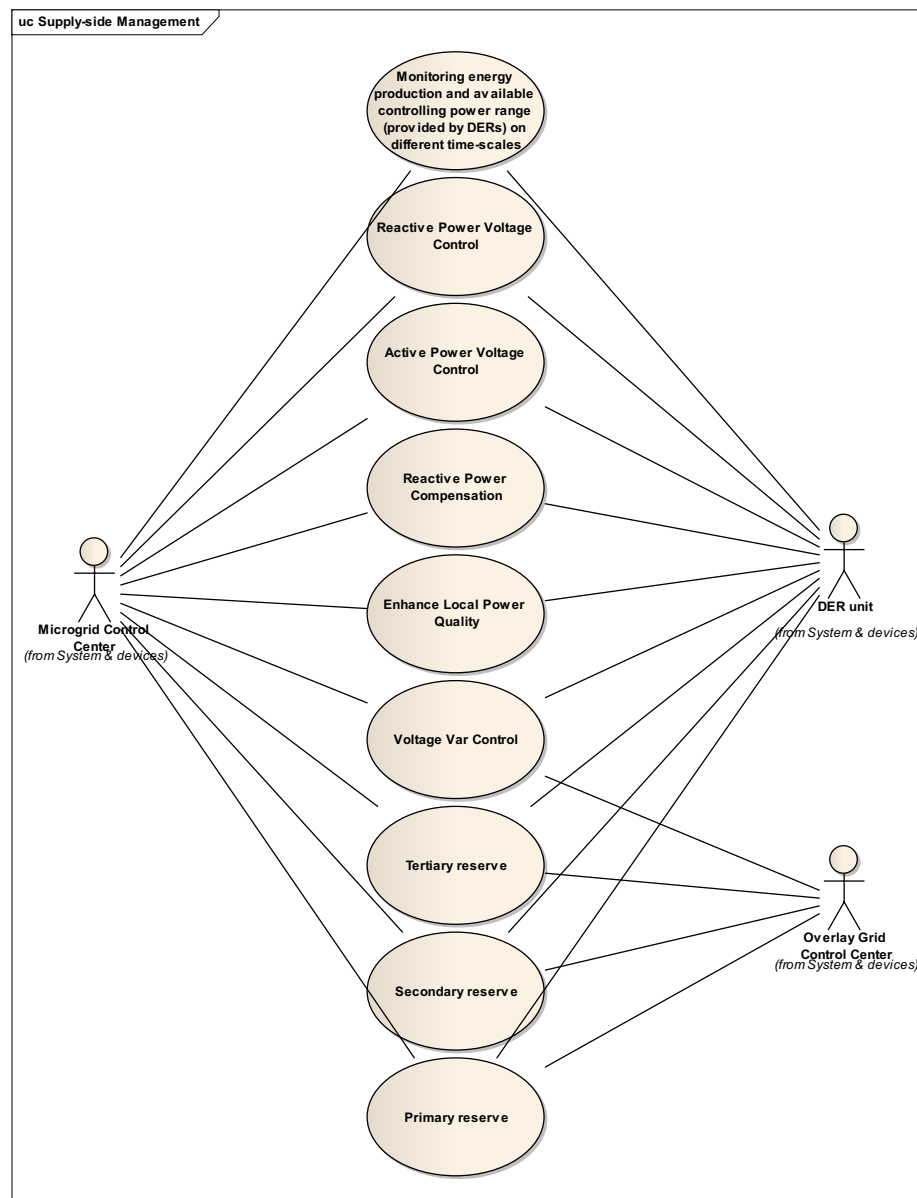 uc Supply-side Management
Monitoring energy
production and available
controlling power range
(provided by DERs) on
different time-scales
Reactive Power Voltage
Control
Active Power Voltage
Control
Reactive Power
Compensation
Enhance Local Power
Quality
Microgrid Control
Center
(from System & devices)
DER unit
(from System & devices)
Voltage Var Control
Tertiary reserve
Overlay Grid
Control Center
(from System & devices)
Secondary reserve
Primary reserve